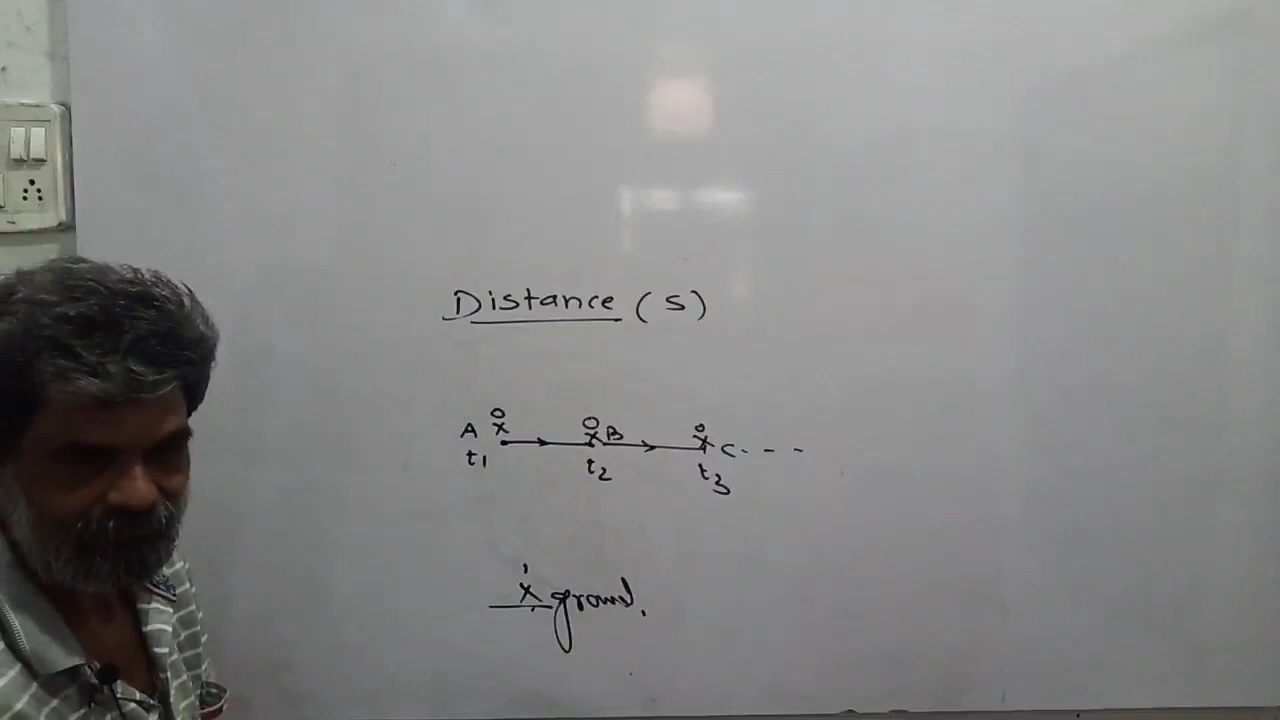 Distance (s)
A B C - - -
t1 t2 t3
ground.